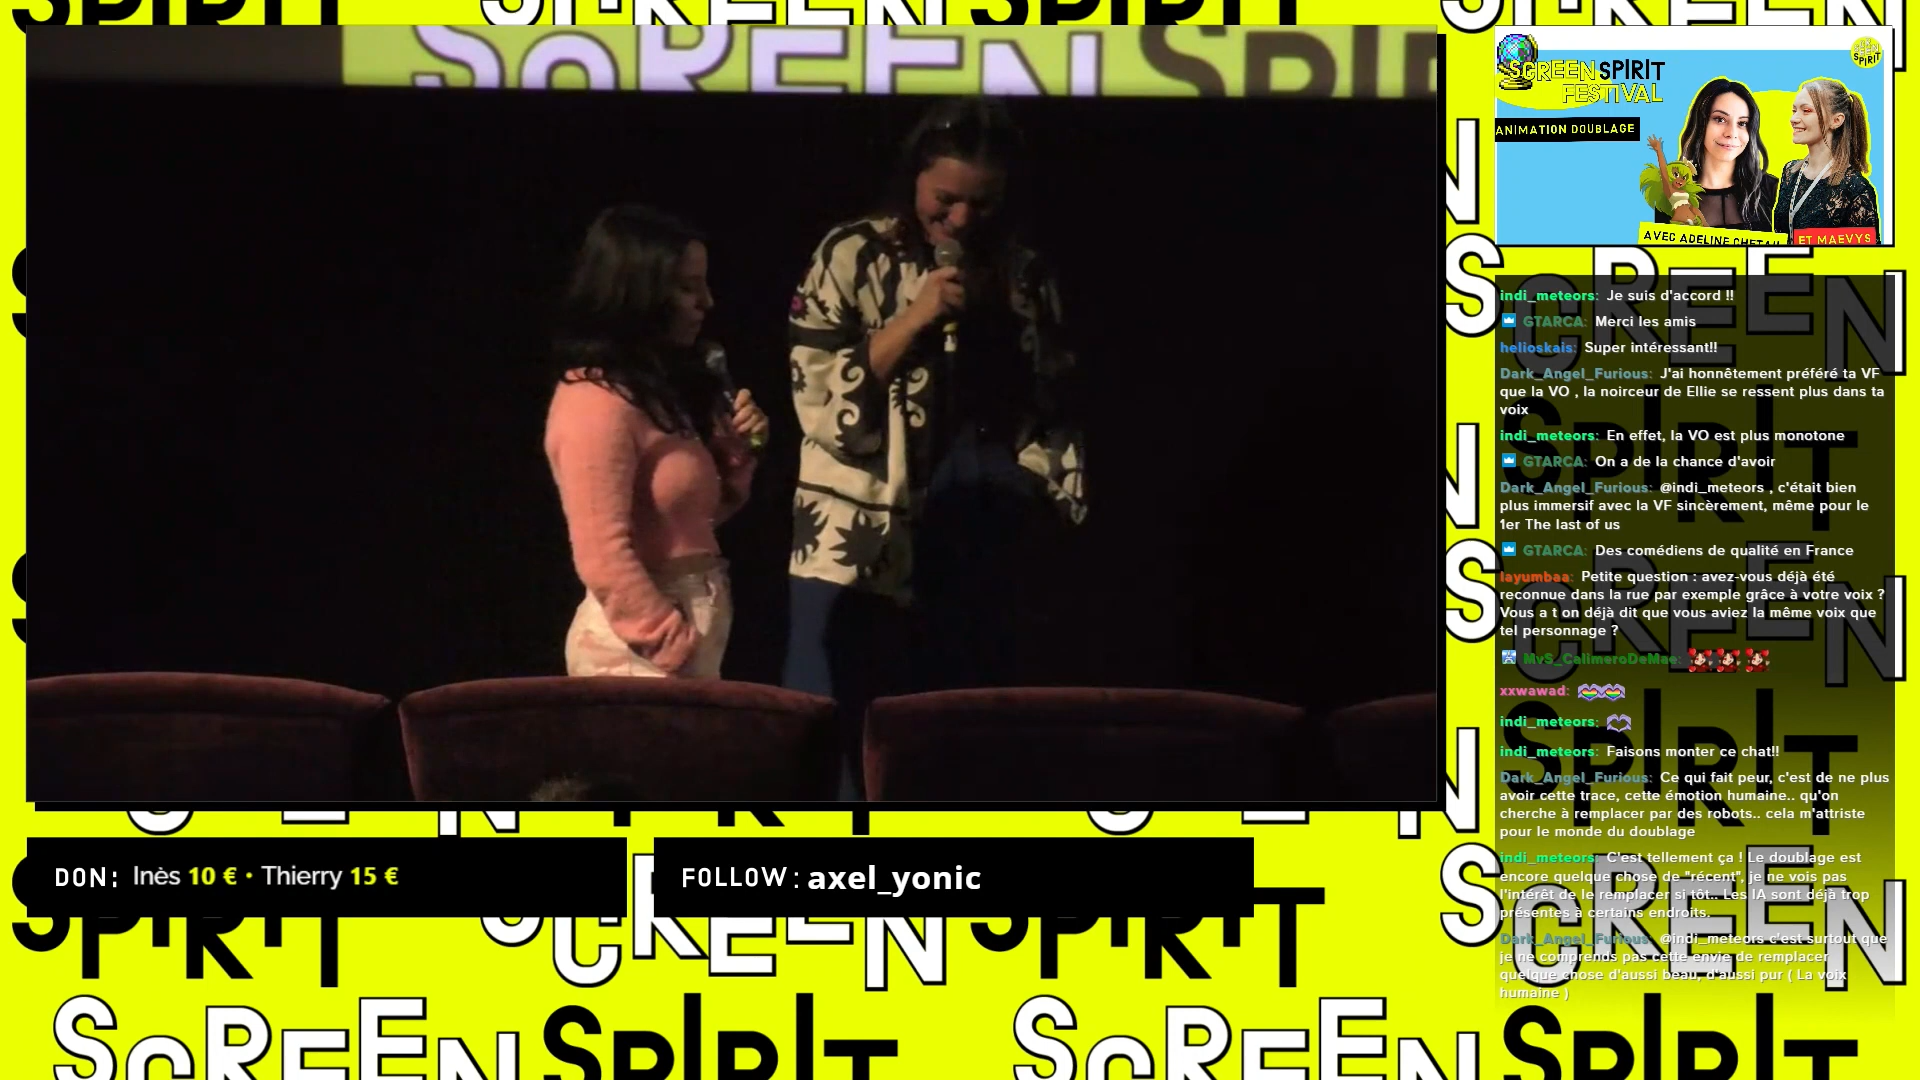 SCREEN SPIRIT
SCREEN SPIRIT
FESTIVAL
SCREEN SPIRIT
ANIMATION DOUBLAGE
AVEC ADELINE CHETAIL
ET MAEVYS
indi_meteors: Je suis d'accord !!
GTARCA: Merci les amis
helioskais: Super intéressant!!
Dark_Angel_Furious: J'ai honnêtement préféré ta VF
que la VO , la noirceur de Ellie se ressent plus dans ta
voix
indi_meteors: En effet, la VO est plus monotone
GTARCA: On a de la chance d'avoir
Dark_Angel_Furious: @indi_meteors , c'était bien
plus immersif avec la VF sincèrement, même pour le
1er The last of us
GTARCA: Des comédiens de qualité en France
layumbaa: Petite question : avez-vous déjà été
reconnue dans la rue par exemple grâce à votre voix ?
Vous a t on déjà dit que vous aviez la même voix que
tel personnage ?
MvS_CalimeroDeMae:
xxwawad:
indi_meteors:
indi_meteors: Faisons monter ce chat!!
Dark_Angel_Furious: Ce qui fait peur, c'est de ne plus
avoir cette trace, cette émotion humaine.. qu'on
cherche à remplacer par des robots.. cela m'attriste
pour le monde du doublage
indi_meteors: C'est tellement ça ! Le doublage est
encore quelque chose de "récent", je ne vois pas
l'intérêt de le remplacer si tôt.. Les IA sont déjà trop
présentes à certains endroits.
Dark_Angel_Furious: @indi_meteors c'est surtout que
je ne comprends pas cette envie de remplacer
quelque chose d'aussi beau, d'aussi pur ( La voix
humaine )
DON: Inès 10 € • Thierry 15 €
FOLLOW: axel_yonic
SCREEN SPIRIT SCREEN SPIRIT